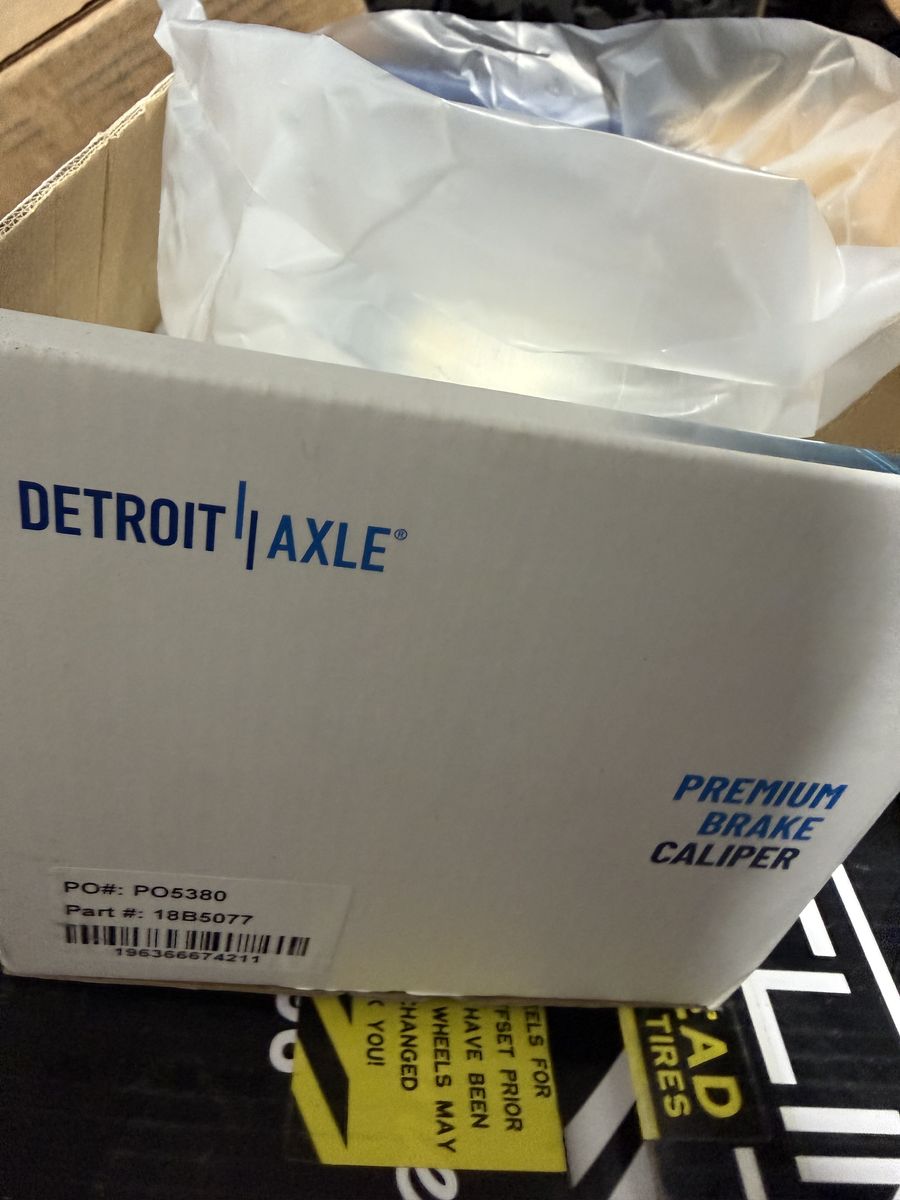 DETROIT AXLE®
PREMIUM
BRAKE
CALIPER
PO#: PO5380
Part #: 18B5077
196366674211
ELS FOR
FSET PRIOR
HAVE BEEN
WHEELS MAY
CHANGED
YOU!
EAD
TIRES